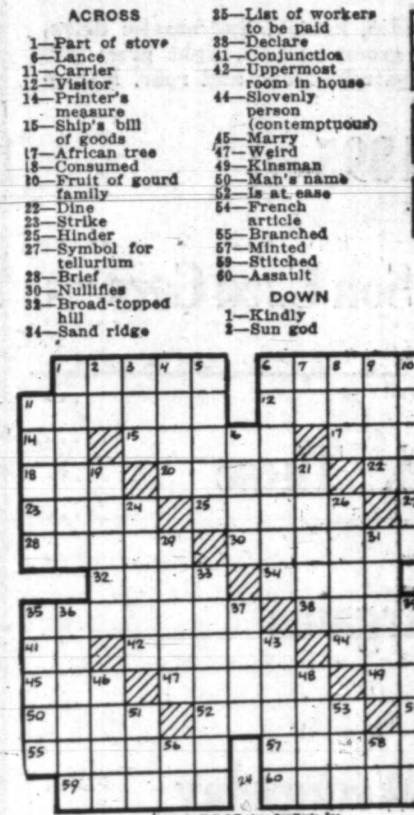 ACROSS
1—Part of stove
6—Lance
11—Carrier
12—Visitor
14—Printer's
measure
15—Ship's bill
of goods
17—African tree
18—Consumed
20—Fruit of gourd
family
22—Dine
23—Strike
25—Hinder
27—Symbol for
tellurium
28—Brief
30—Nullifies
32—Broad-topped
hill
34—Sand ridge
35—List of workers
to be paid
38—Declare
41—Conjunction
42—Uppermost
room in house
44—Slovenly
person
(contemptuous)
45—Marry
47—Weird
49—Kinsman
50—Man's name
52—Is at ease
54—French
article
55—Branched
57—Minted
59—Stitched
60—Assault
DOWN
1—Kindly
2—Sun god
1 2 3 4 5 6 7 8 9 10
11 12
14 15 16 17
18 19 20 21 22
23 24 25 26
28 29 30 31
32 33 34
35 36 37 38
41 42 43 44
45 46 47 48 49
50 51 52 53
55 56 57 58
59 24 60